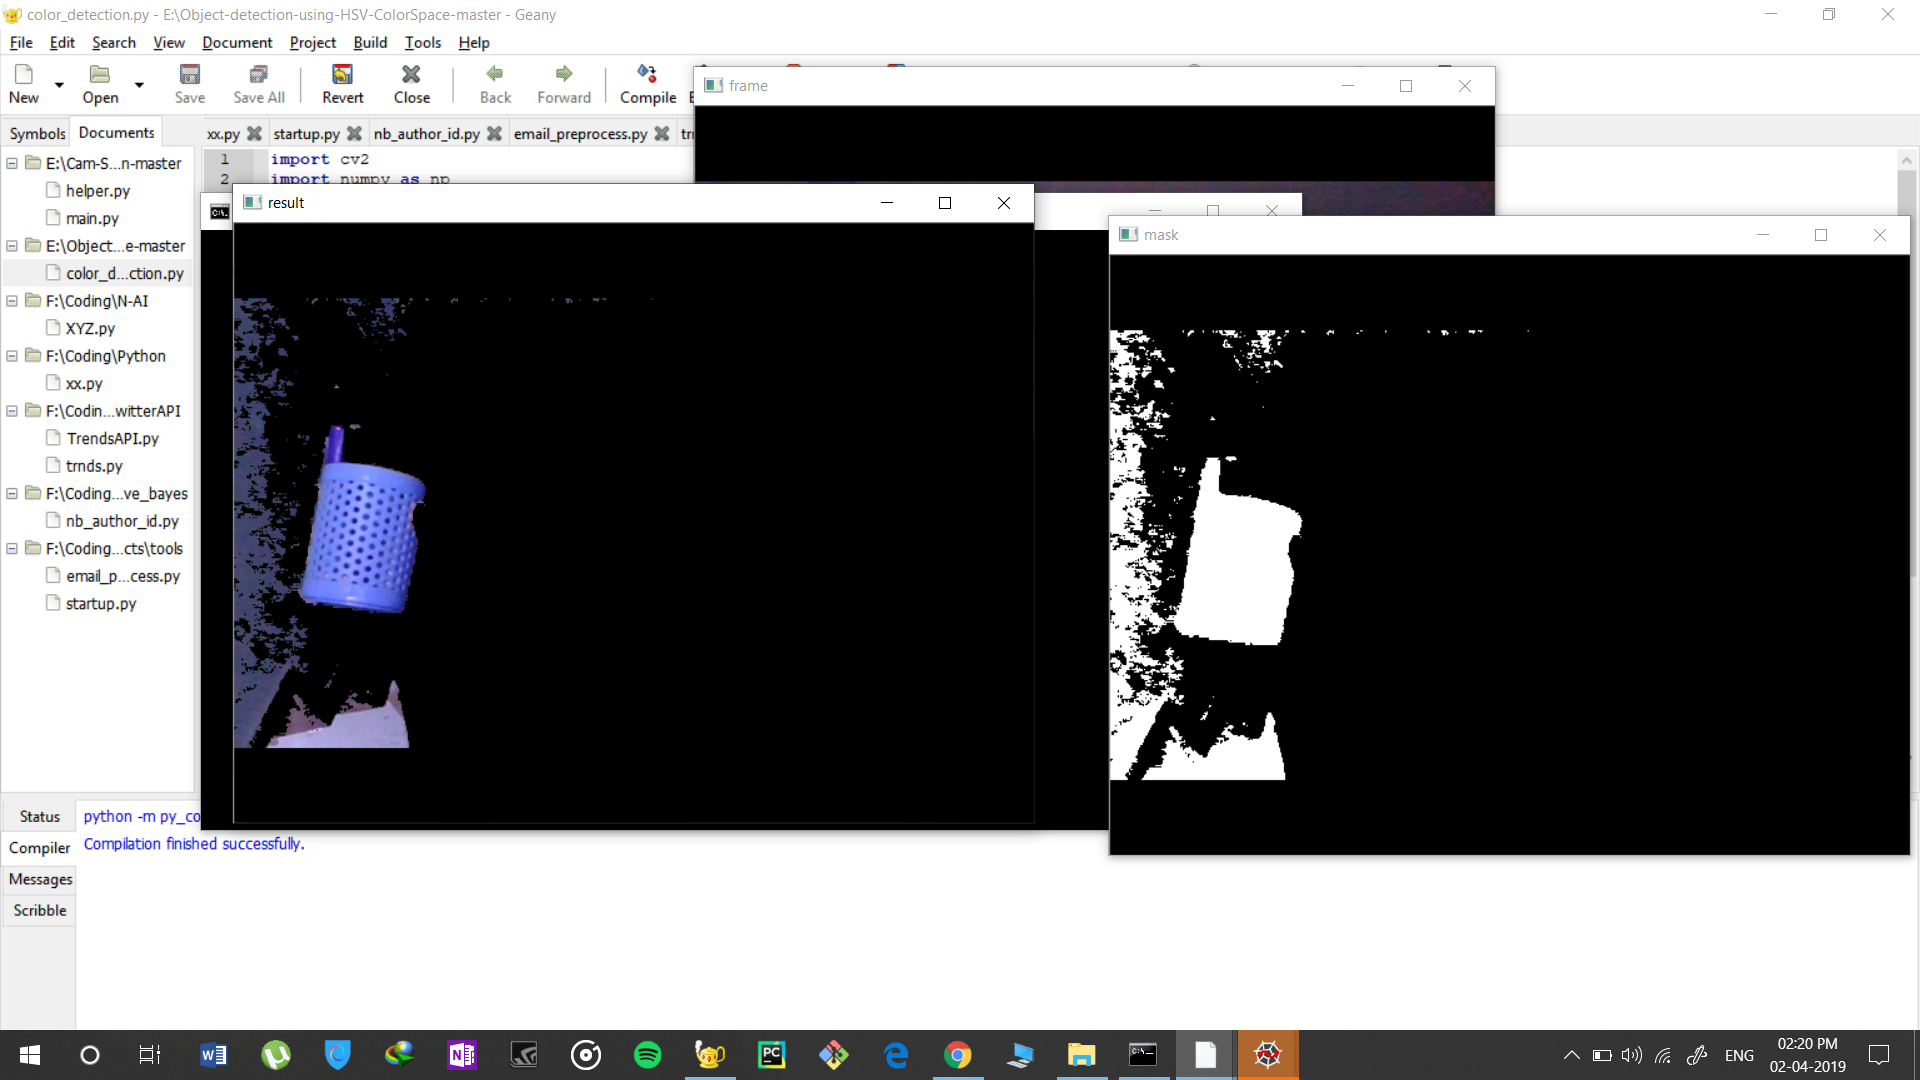 color_detection.py - E:\Object-detection-using-HSV-ColorSpace-master - Geany
File Edit Search View Document Project Build Tools Help
New Open Save Save All Revert Close Back Forward Compile
frame
Symbols Documents
xx.py startup.py nb_author_id.py email_preprocess.py
E:\Cam-S...n-master
helper.py
main.py
E:\Object...e-master
color_d...ction.py
F:\Coding\N-AI
XYZ.py
F:\Coding\Python
xx.py
F:\Codin...witterAPI
TrendsAPI.py
trnds.py
F:\Coding...ve_bayes
nb_author_id.py
F:\Coding...cts\tools
email_p...cess.py
startup.py
1 import cv2
2 import numpy as np
result
mask
Status
Compiler
Messages
Scribble
python -m py_co
Compilation finished successfully.
ENG
02:20 PM
02-04-2019